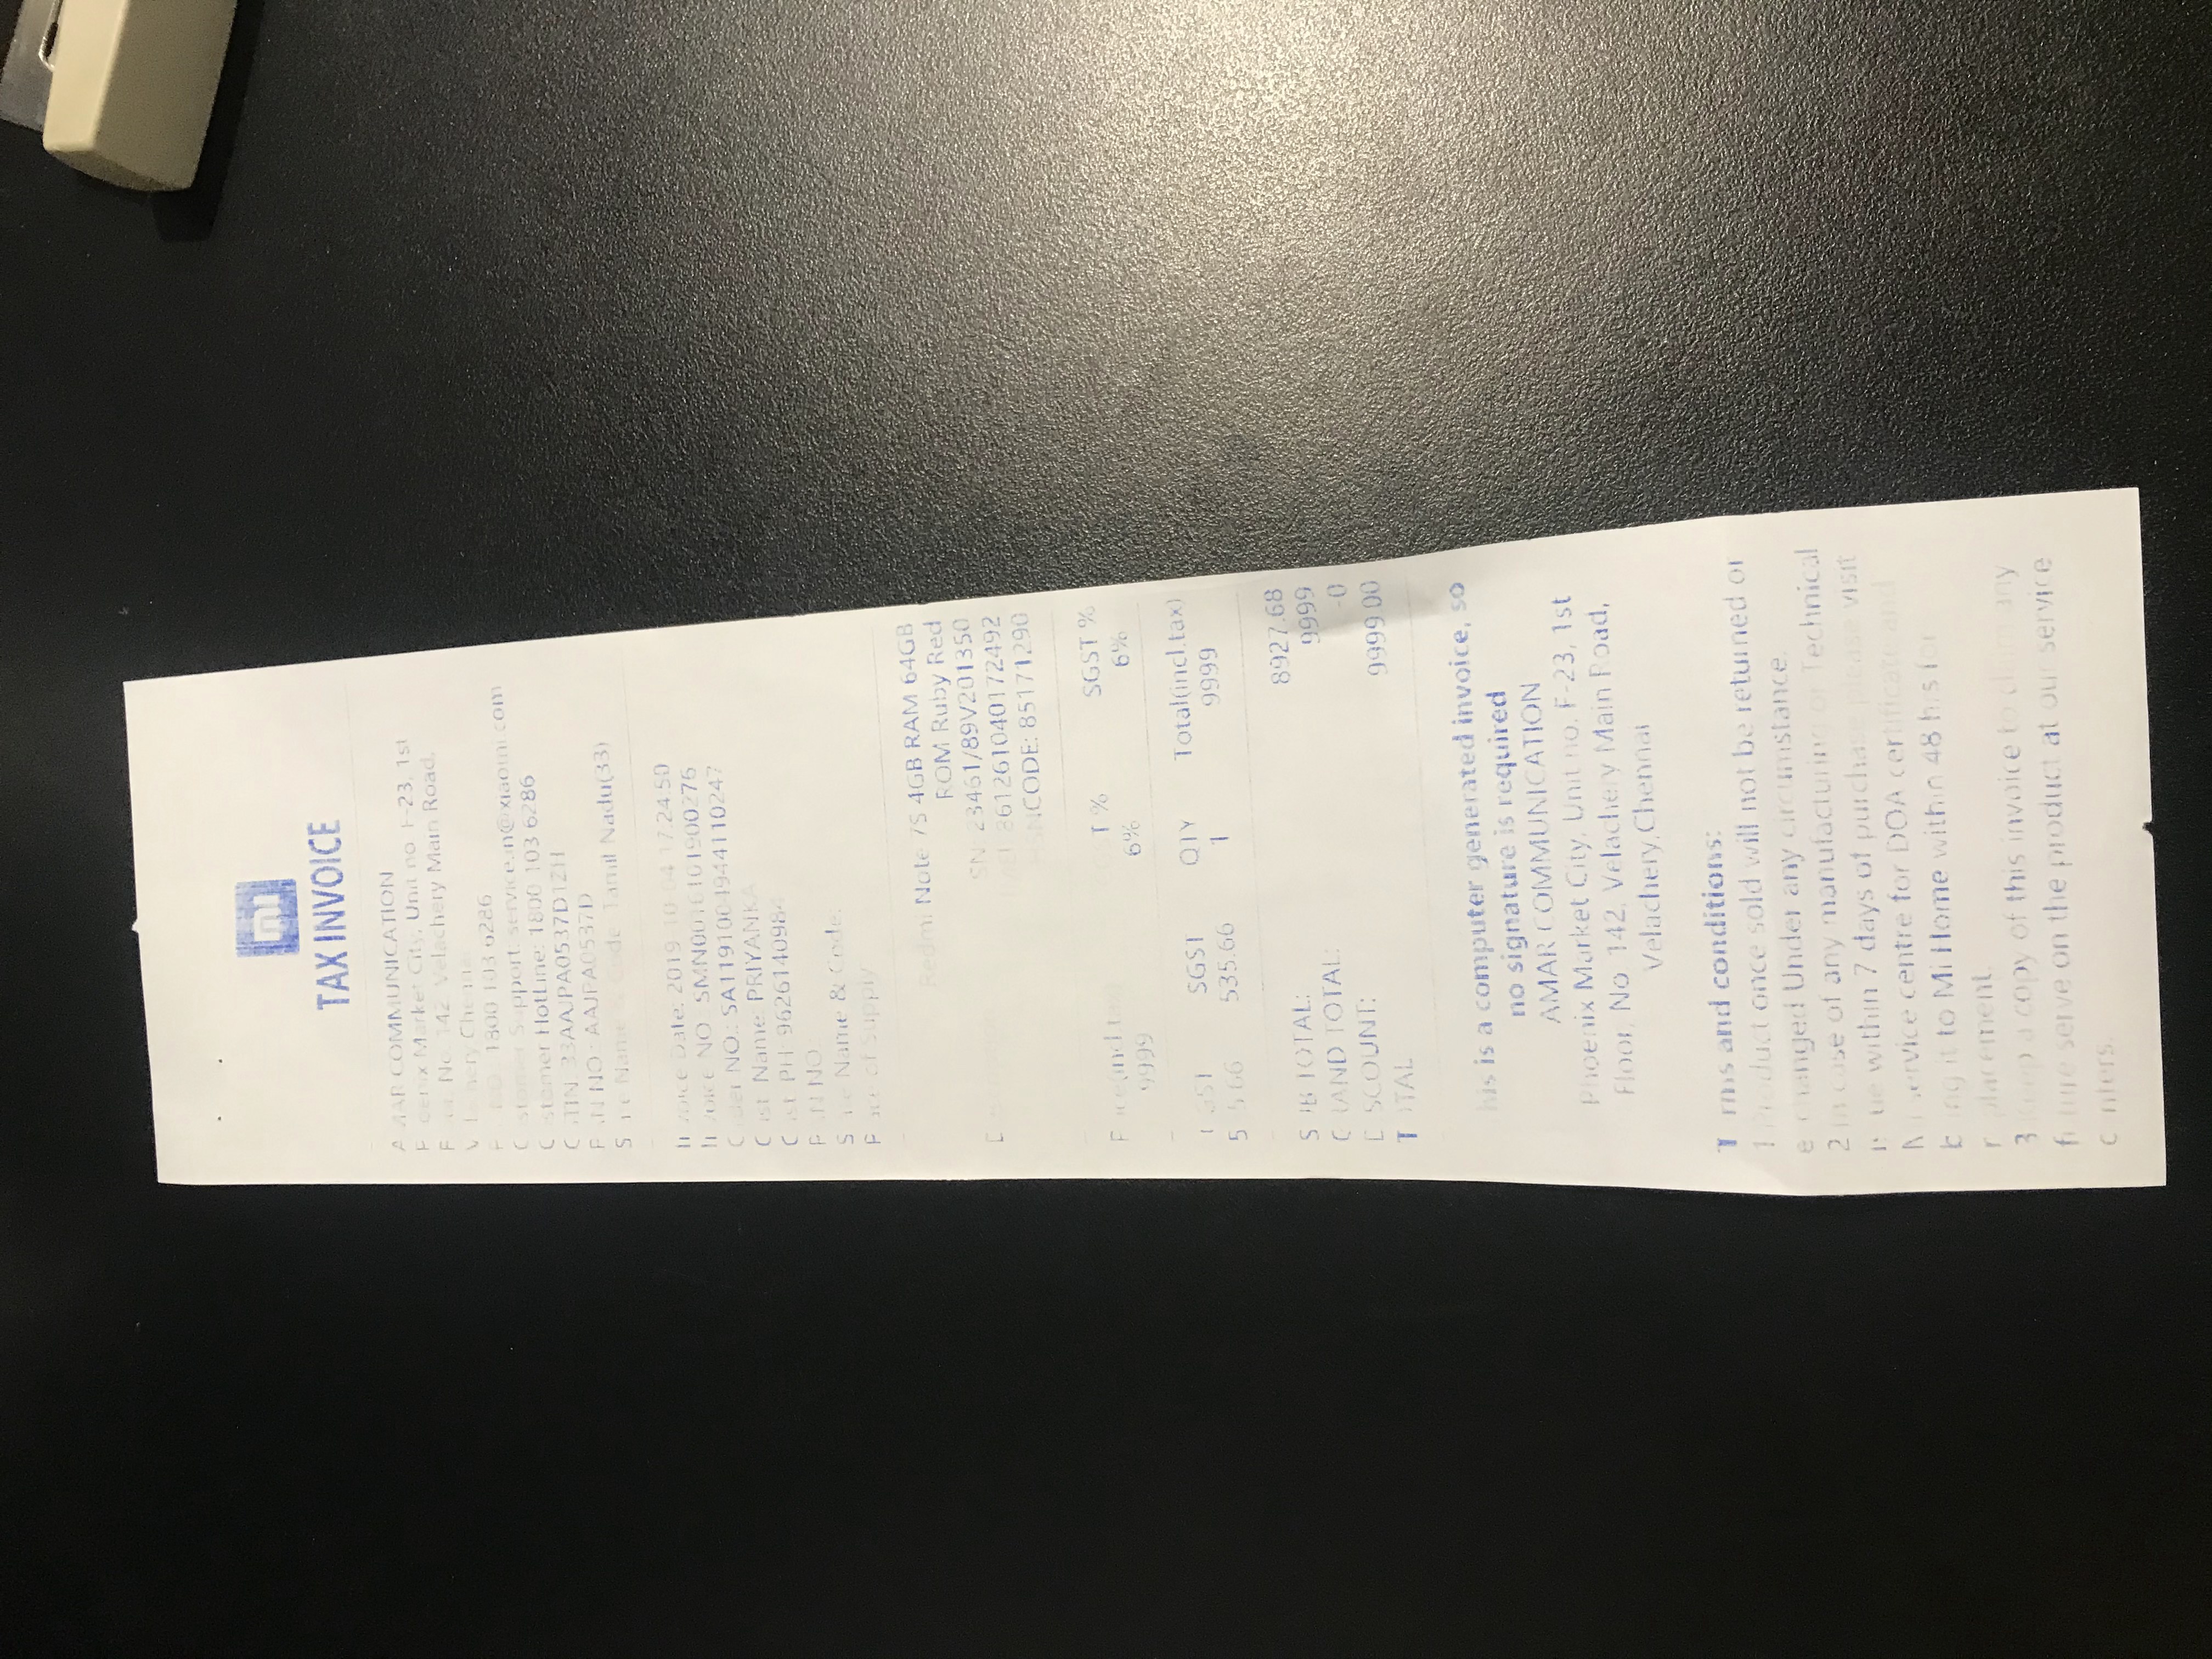 mi
TAX INVOICE
AMAR COMMUNICATION
Phoenix Market City, Unit no. F-23, 1st
Floor, No. 142, Velachery Main Road,
Velachery Chennai
NO.: 1800 103 6286
Customer Support: service.in@xiaomi.com
Customer HotLine: 1800 103 6286
GSTIN: 33AAJPA0537D1ZH
PAN NO.: AAJPA0537D
State Name & Code: Tamil Nadu(33)
Invoice Date: 2019-10-04 17:24:50
Invoice NO.: SMN0016101900276
Order NO.: SA1191004944110247
Cust. Name: PRIYANKA
Cust. PH: 9626140984
PAN NO.:
State Name & Code:
Place of Supply
Redmi Note 7S 4GB RAM 64GB
ROM Ruby Red
SN: 23461/89V201350
Description
IMEI: 861261040172492
HSNCODE: 85171290
Price(incl.tax) CGST % SGST %
9999 6% 6%
CGST SGST QTY Total(incl.tax)
535.66 535.66 1 9999
SUB TOTAL: 8927.68
GRAND TOTAL: 9999
DISCOUNT: -0
TOTAL 9999.00
This is a computer generated invoice, so
no signature is required
AMAR COMMUNICATION
Phoenix Market City, Unit no. F-23, 1st
Floor, No. 142, Velachery Main Road,
Velachery,Chennai
Terms and conditions:
1.Product once sold will not be returned or
exchanged Under any circumstance.
2.In case of any manufacturing or Technical
issue within 7 days of purchase please visit
Mi service centre for DOA certificate and
bring it to Mi Home within 48 hrs for
replacement.
3.Keep a copy of this invoice to claim any
future serve on the product at our service
centers.